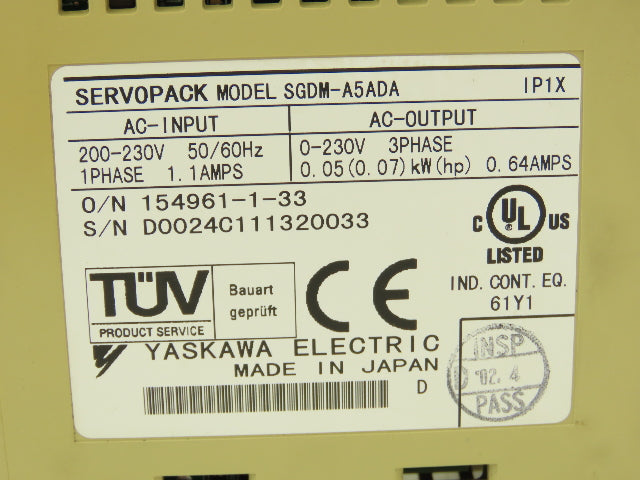 SERVOPACK MODEL SGDM-A5ADA IP1X
AC-INPUT AC-OUTPUT
200-230V 50/60Hz 0-230V 3PHASE
1PHASE 1.1AMPS 0.05(0.07)kW(hp) 0.64AMPS
O/N 154961-1-33
S/N D0024C111320033
C UL US
LISTED
IND. CONT. EQ.
61Y1
TÜV
PRODUCT SERVICE
Bauart
geprüft
CE
YASKAWA ELECTRIC
MADE IN JAPAN
D
INSP
'02. 4
PASS